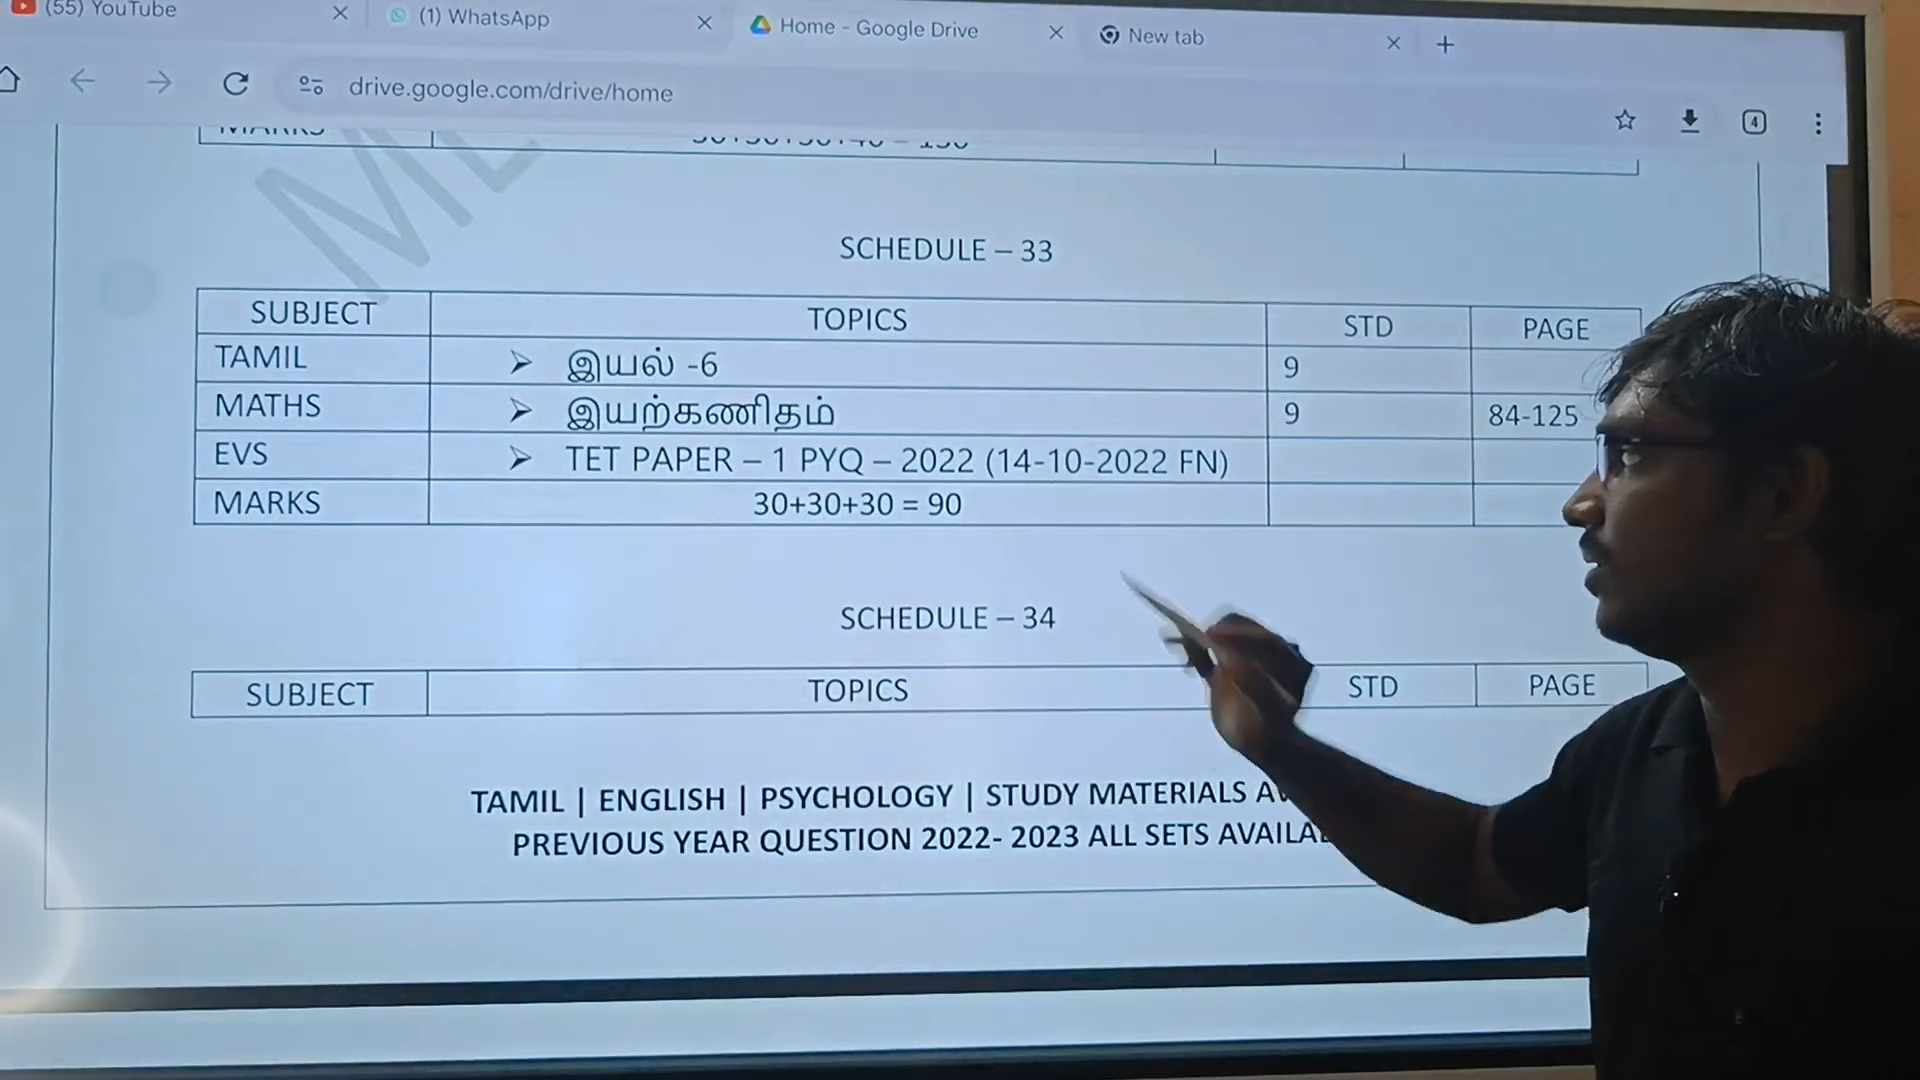 (55) YouTube
(1) WhatsApp
Home - Google Drive
New tab
drive.google.com/drive/home
4
MARKS
SCHEDULE – 33
SUBJECT TOPICS STD PAGE
TAMIL ➢ இயல் -6 9
MATHS ➢ இயற்கணிதம் 9 84-125
EVS ➢ TET PAPER – 1 PYQ – 2022 (14-10-2022 FN)
MARKS 30+30+30 = 90
SCHEDULE – 34
SUBJECT TOPICS STD PAGE
TAMIL | ENGLISH | PSYCHOLOGY | STUDY MATERIALS
PREVIOUS YEAR QUESTION 2022- 2023 ALL SETS